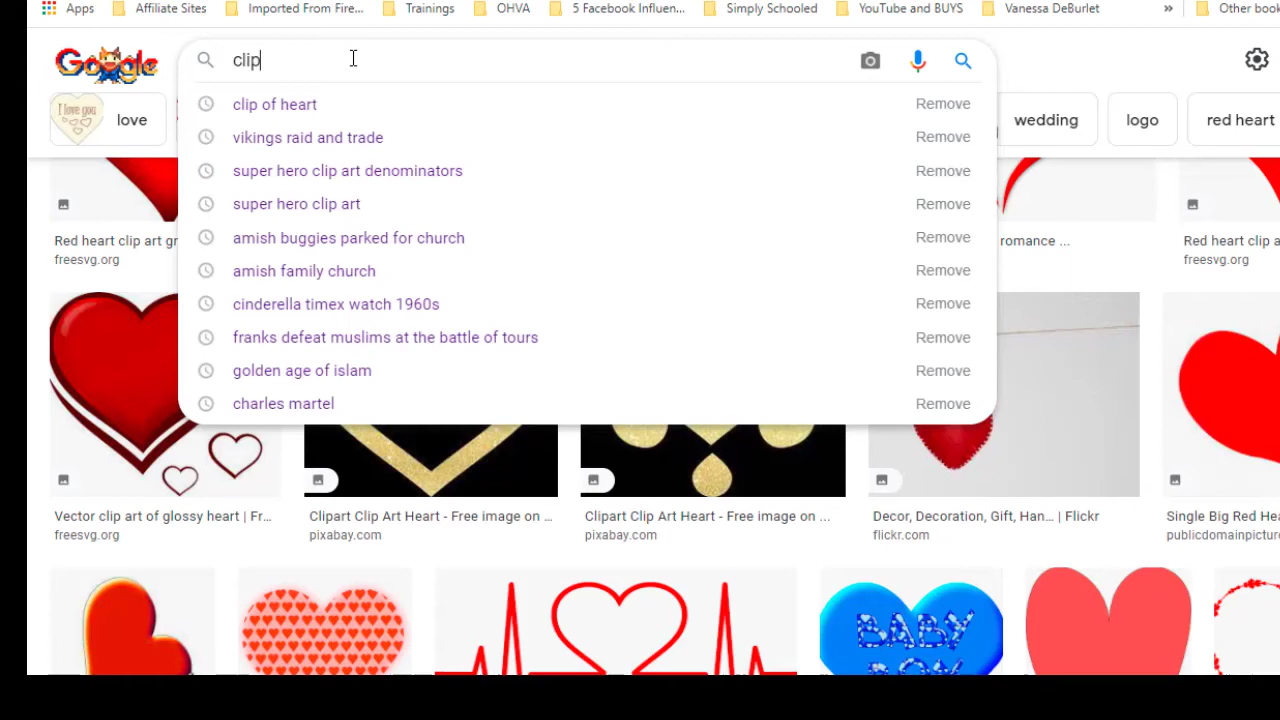 Apps Affiliate Sites Imported From Fire... Trainings OHVA 5 Facebook Influen... Simply Schooled YouTube and BUYS Vanessa DeBurlet » Other book
Google clip
I love you love wedding logo red heart
clip of heart Remove
vikings raid and trade Remove
super hero clip art denominators Remove
super hero clip art Remove
amish buggies parked for church Remove
amish family church Remove
cinderella timex watch 1960s Remove
franks defeat muslims at the battle of tours Remove
golden age of islam Remove
charles martel Remove
Red heart clip art gr romance ... Red heart clip a
freesvg.org freesvg.org
Vector clip art of glossy heart | Fr... Clipart Clip Art Heart - Free image on ... Clipart Clip Art Heart - Free image on ... Decor, Decoration, Gift, Han... | Flickr Single Big Red Hea
freesvg.org pixabay.com pixabay.com flickr.com publicdomainpicture
BABY
BOY